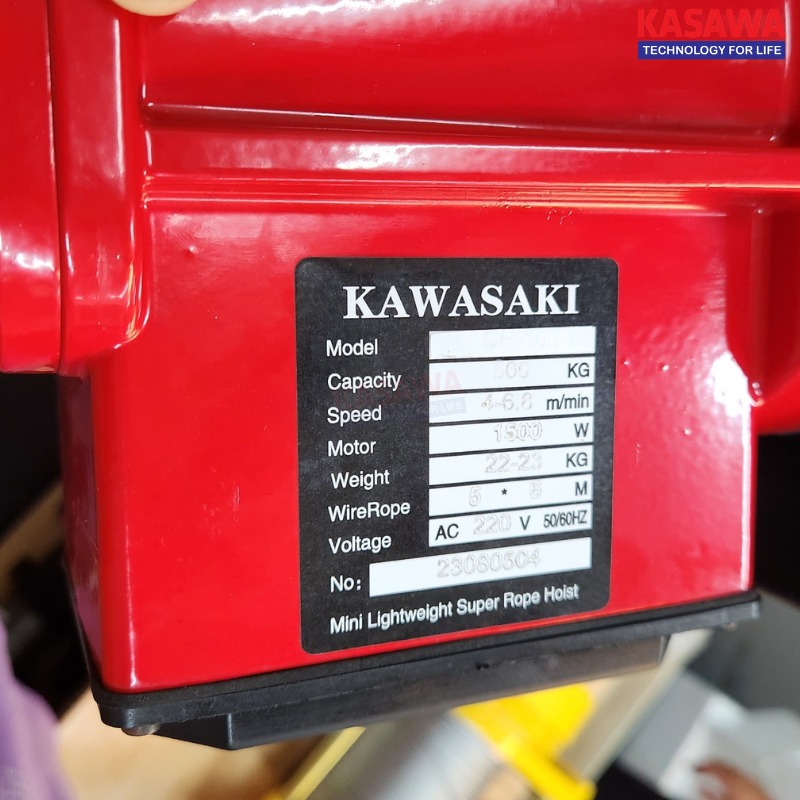 KASAWA
TECHNOLOGY FOR LIFE
KAWASAKI
Model
Capacity 500 KG
Speed 4-6.8 m/min
Motor 1500 W
Weight 22-23 KG
WireRope 5 * M
Voltage AC 220 V 50/60HZ
No: 23080504
Mini Lightweight Super Rope Hoist